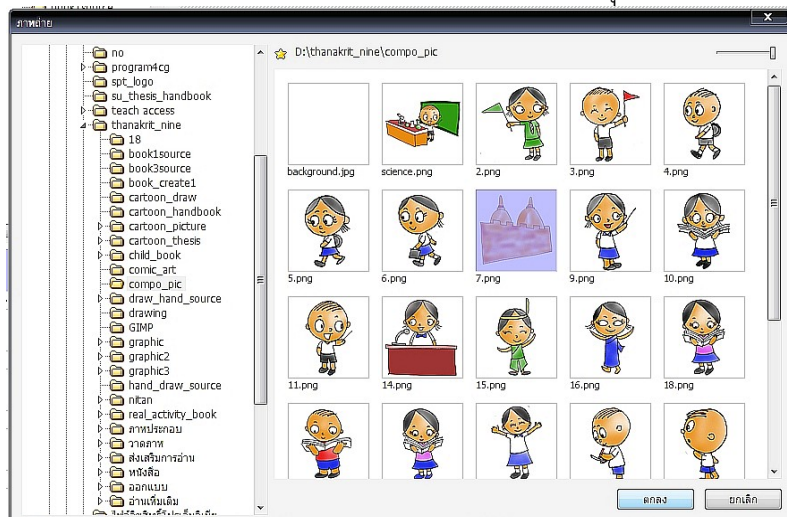 ภาพถ่าย
no
program4cg
spt_logo
su_thesis_handbook
teach access
thanakrit_nine
18
book1source
book3source
book_create1
cartoon_draw
cartoon_handbook
cartoon_picture
cartoon_thesis
child_book
comic_art
compo_pic
draw_hand_source
drawing
GIMP
graphic
graphic2
graphic3
hand_draw_source
nitan
real_activity_book
ภาพประกอบ
วาดภาพ
ส่งเสริมการอ่าน
หนังสือ
ออกแบบ
อ่านเพิ่มเติม
D:\thanakrit_nine\compo_pic
background.jpg
science.png
2.png
3.png
4.png
5.png
6.png
7.png
9.png
10.png
11.png
14.png
15.png
16.png
18.png
ตกลง
ยกเลิก